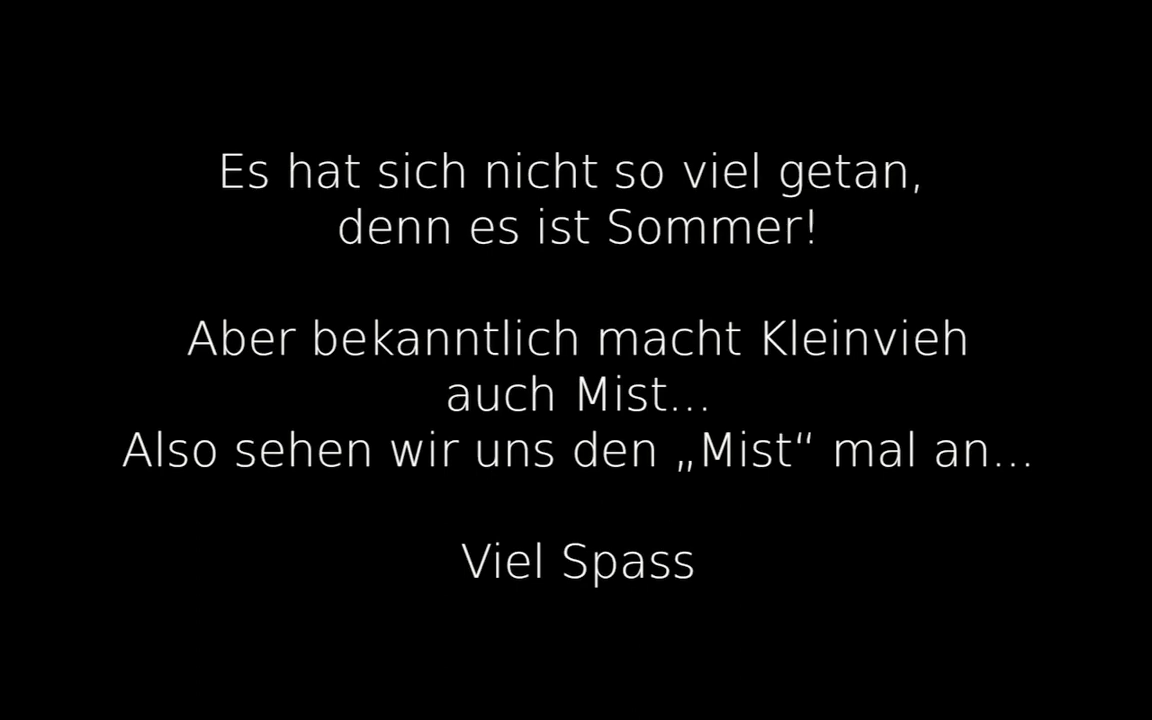 Es hat sich nicht so viel getan,
denn es ist Sommer!
Aber bekanntlich macht Kleinvieh
auch Mist...
Also sehen wir uns den „Mist“ mal an...
Viel Spass